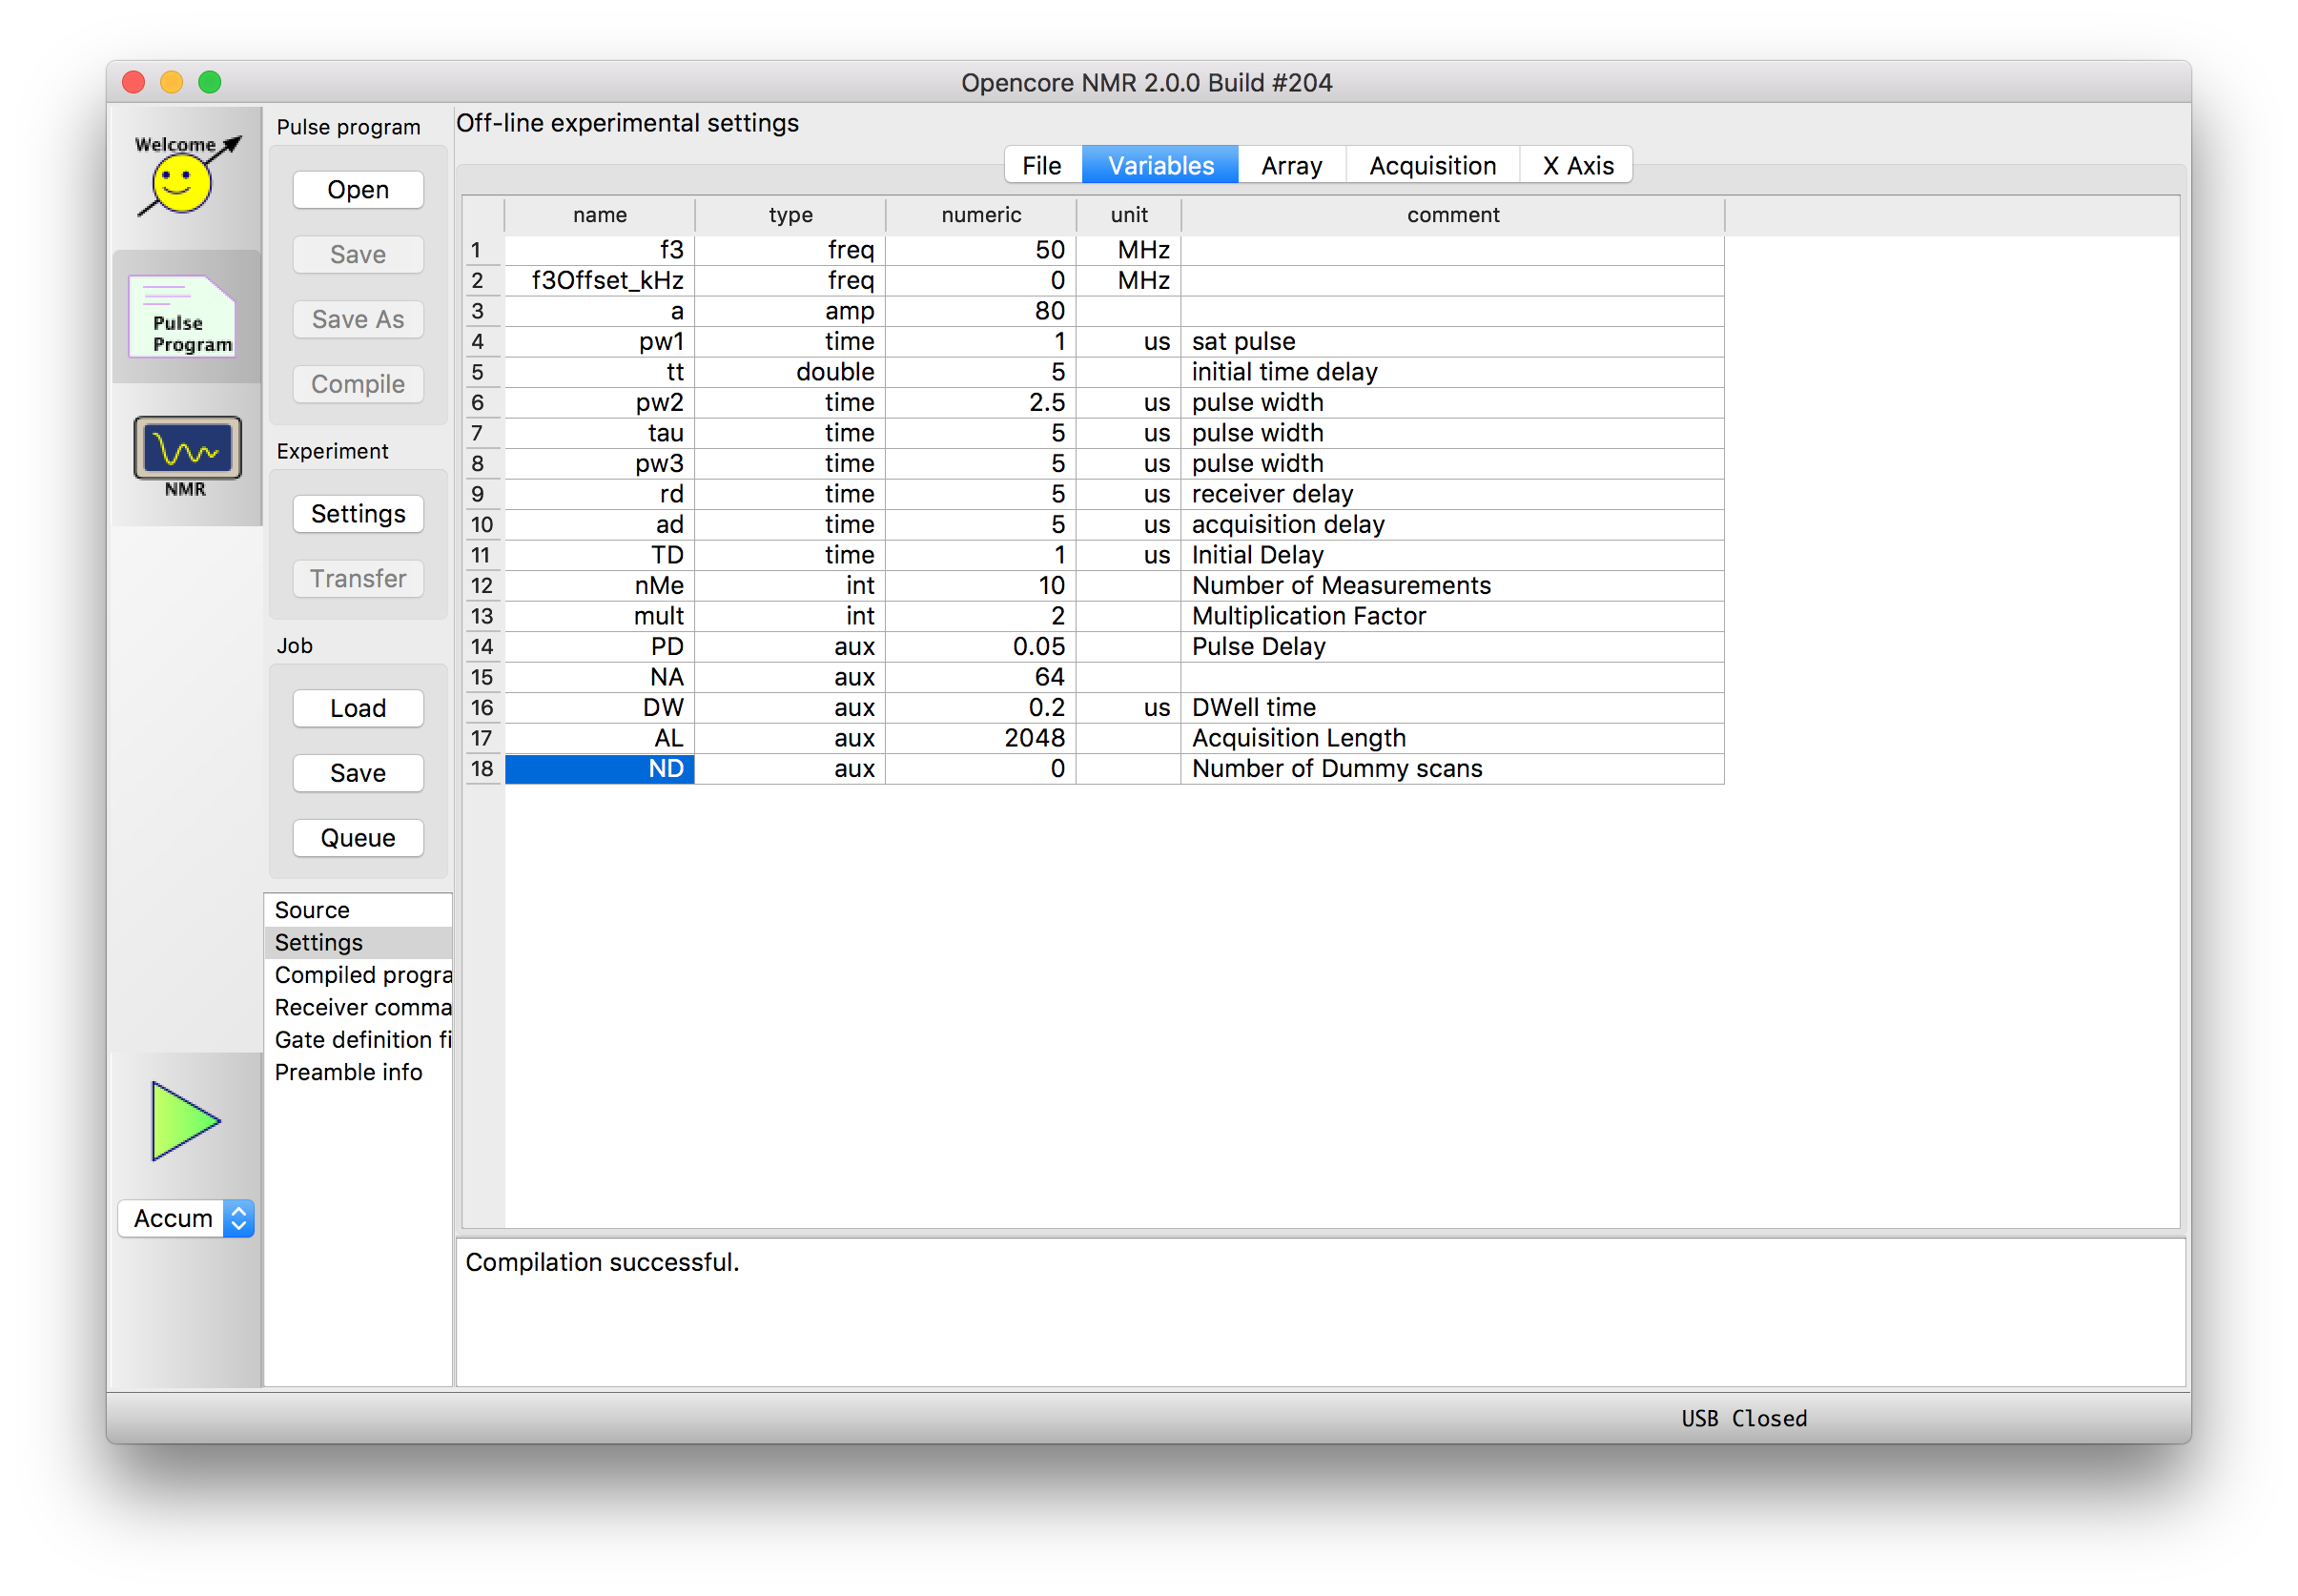 Opencore NMR 2.0.0 Build #204
Welcome
Pulse
Program
NMR
Accum
Pulse program
Open
Save
Save As
Compile
Experiment
Settings
Transfer
Job
Load
Save
Queue
Source
Settings
Compiled progra
Receiver comma
Gate definition fi
Preamble info
Off-line experimental settings
File Variables Array Acquisition X Axis
name type numeric unit comment
1 f3 freq 50 MHz
2 f3Offset_kHz freq 0 MHz
3 a amp 80
4 pw1 time 1 us sat pulse
5 tt double 5 initial time delay
6 pw2 time 2.5 us pulse width
7 tau time 5 us pulse width
8 pw3 time 5 us pulse width
9 rd time 5 us receiver delay
10 ad time 5 us acquisition delay
11 TD time 1 us Initial Delay
12 nMe int 10 Number of Measurements
13 mult int 2 Multiplication Factor
14 PD aux 0.05 Pulse Delay
15 NA aux 64
16 DW aux 0.2 us DWell time
17 AL aux 2048 Acquisition Length
18 ND aux 0 Number of Dummy scans
Compilation successful.
USB Closed